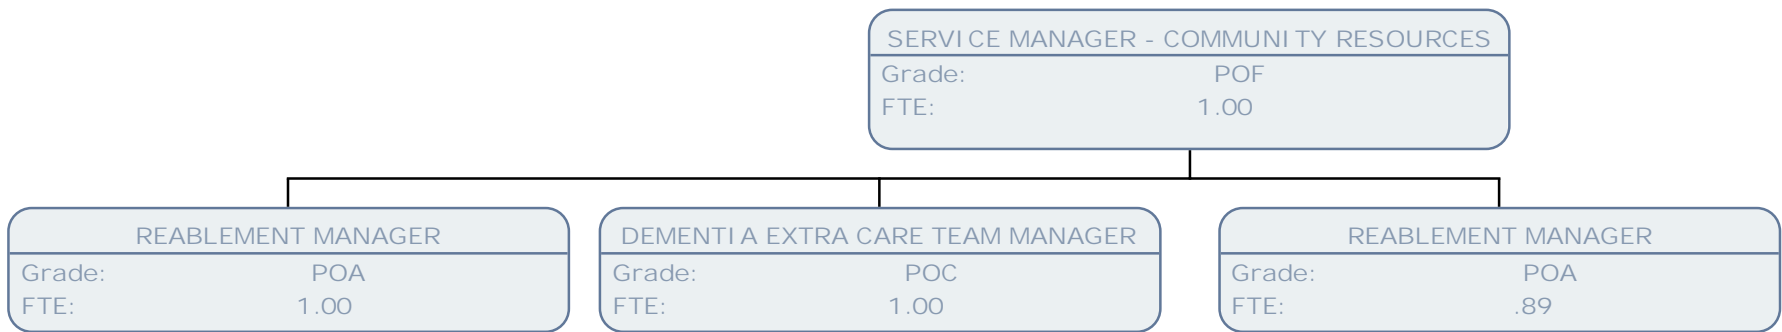 SERVICE MANAGER - COMMUNITY RESOURCES
Grade: POF
FTE: 1.00
REABLEMENT MANAGER
Grade: POA
FTE: 1.00
DEMENTIA EXTRA CARE TEAM MANAGER
Grade: POC
FTE: 1.00
REABLEMENT MANAGER
Grade: POA
FTE: .89